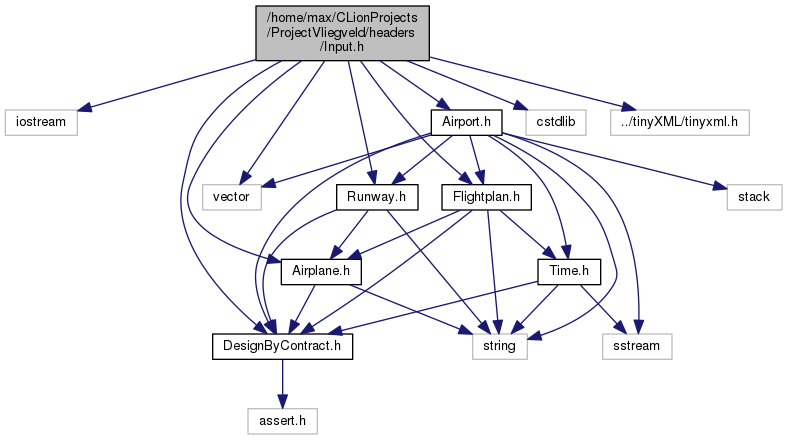 /home/max/CLionProjects
/ProjectVliegveld/headers
/Input.h
iostream
Airport.h
cstdlib
../tinyXML/tinyxml.h
vector
Runway.h
Flightplan.h
stack
Airplane.h
Time.h
DesignByContract.h
string
sstream
assert.h